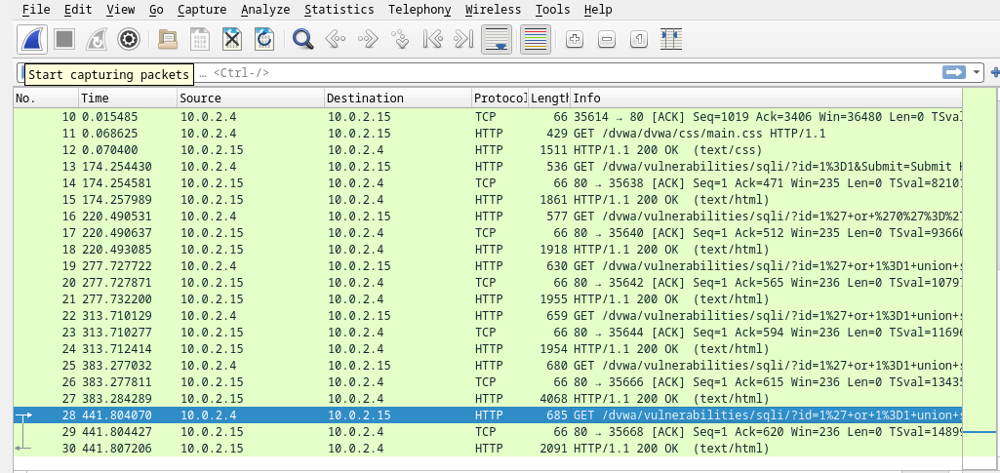 File Edit View Go Capture Analyze Statistics Telephony Wireless Tools Help
Start capturing packets … <Ctrl-/>
No. Time Source Destination Protocol Length Info
10 0.015485 10.0.2.4 10.0.2.15 TCP 66 35614 → 80 [ACK] Seq=1019 Ack=3406 Win=36480 Len=0 TSval
11 0.068625 10.0.2.4 10.0.2.15 HTTP 429 GET /dvwa/dvwa/css/main.css HTTP/1.1
12 0.070400 10.0.2.15 10.0.2.4 HTTP 1511 HTTP/1.1 200 OK (text/css)
13 174.254430 10.0.2.4 10.0.2.15 HTTP 536 GET /dvwa/vulnerabilities/sqli/?id=1%3D1&Submit=Submit H
14 174.254581 10.0.2.15 10.0.2.4 TCP 66 80 → 35638 [ACK] Seq=1 Ack=471 Win=235 Len=0 TSval=82101
15 174.257989 10.0.2.15 10.0.2.4 HTTP 1861 HTTP/1.1 200 OK (text/html)
16 220.490531 10.0.2.4 10.0.2.15 HTTP 577 GET /dvwa/vulnerabilities/sqli/?id=1%27+or+%270%27%3D%27
17 220.490637 10.0.2.15 10.0.2.4 TCP 66 80 → 35640 [ACK] Seq=1 Ack=512 Win=235 Len=0 TSval=93660
18 220.493085 10.0.2.15 10.0.2.4 HTTP 1918 HTTP/1.1 200 OK (text/html)
19 277.727722 10.0.2.4 10.0.2.15 HTTP 630 GET /dvwa/vulnerabilities/sqli/?id=1%27+or+1%3D1+union+s
20 277.727871 10.0.2.15 10.0.2.4 TCP 66 80 → 35642 [ACK] Seq=1 Ack=565 Win=236 Len=0 TSval=10797
21 277.732200 10.0.2.15 10.0.2.4 HTTP 1955 HTTP/1.1 200 OK (text/html)
22 313.710129 10.0.2.4 10.0.2.15 HTTP 659 GET /dvwa/vulnerabilities/sqli/?id=1%27+or+1%3D1+union+s
23 313.710277 10.0.2.15 10.0.2.4 TCP 66 80 → 35644 [ACK] Seq=1 Ack=594 Win=236 Len=0 TSval=11696
24 313.712414 10.0.2.15 10.0.2.4 HTTP 1954 HTTP/1.1 200 OK (text/html)
25 383.277032 10.0.2.4 10.0.2.15 HTTP 680 GET /dvwa/vulnerabilities/sqli/?id=1%27+or+1%3D1+union+s
26 383.277811 10.0.2.15 10.0.2.4 TCP 66 80 → 35666 [ACK] Seq=1 Ack=615 Win=236 Len=0 TSval=13435
27 383.284289 10.0.2.15 10.0.2.4 HTTP 4068 HTTP/1.1 200 OK (text/html)
28 441.804070 10.0.2.4 10.0.2.15 HTTP 685 GET /dvwa/vulnerabilities/sqli/?id=1%27+or+1%3D1+union+s
29 441.804427 10.0.2.15 10.0.2.4 TCP 66 80 → 35668 [ACK] Seq=1 Ack=620 Win=236 Len=0 TSval=14899
30 441.807206 10.0.2.15 10.0.2.4 HTTP 2091 HTTP/1.1 200 OK (text/html)